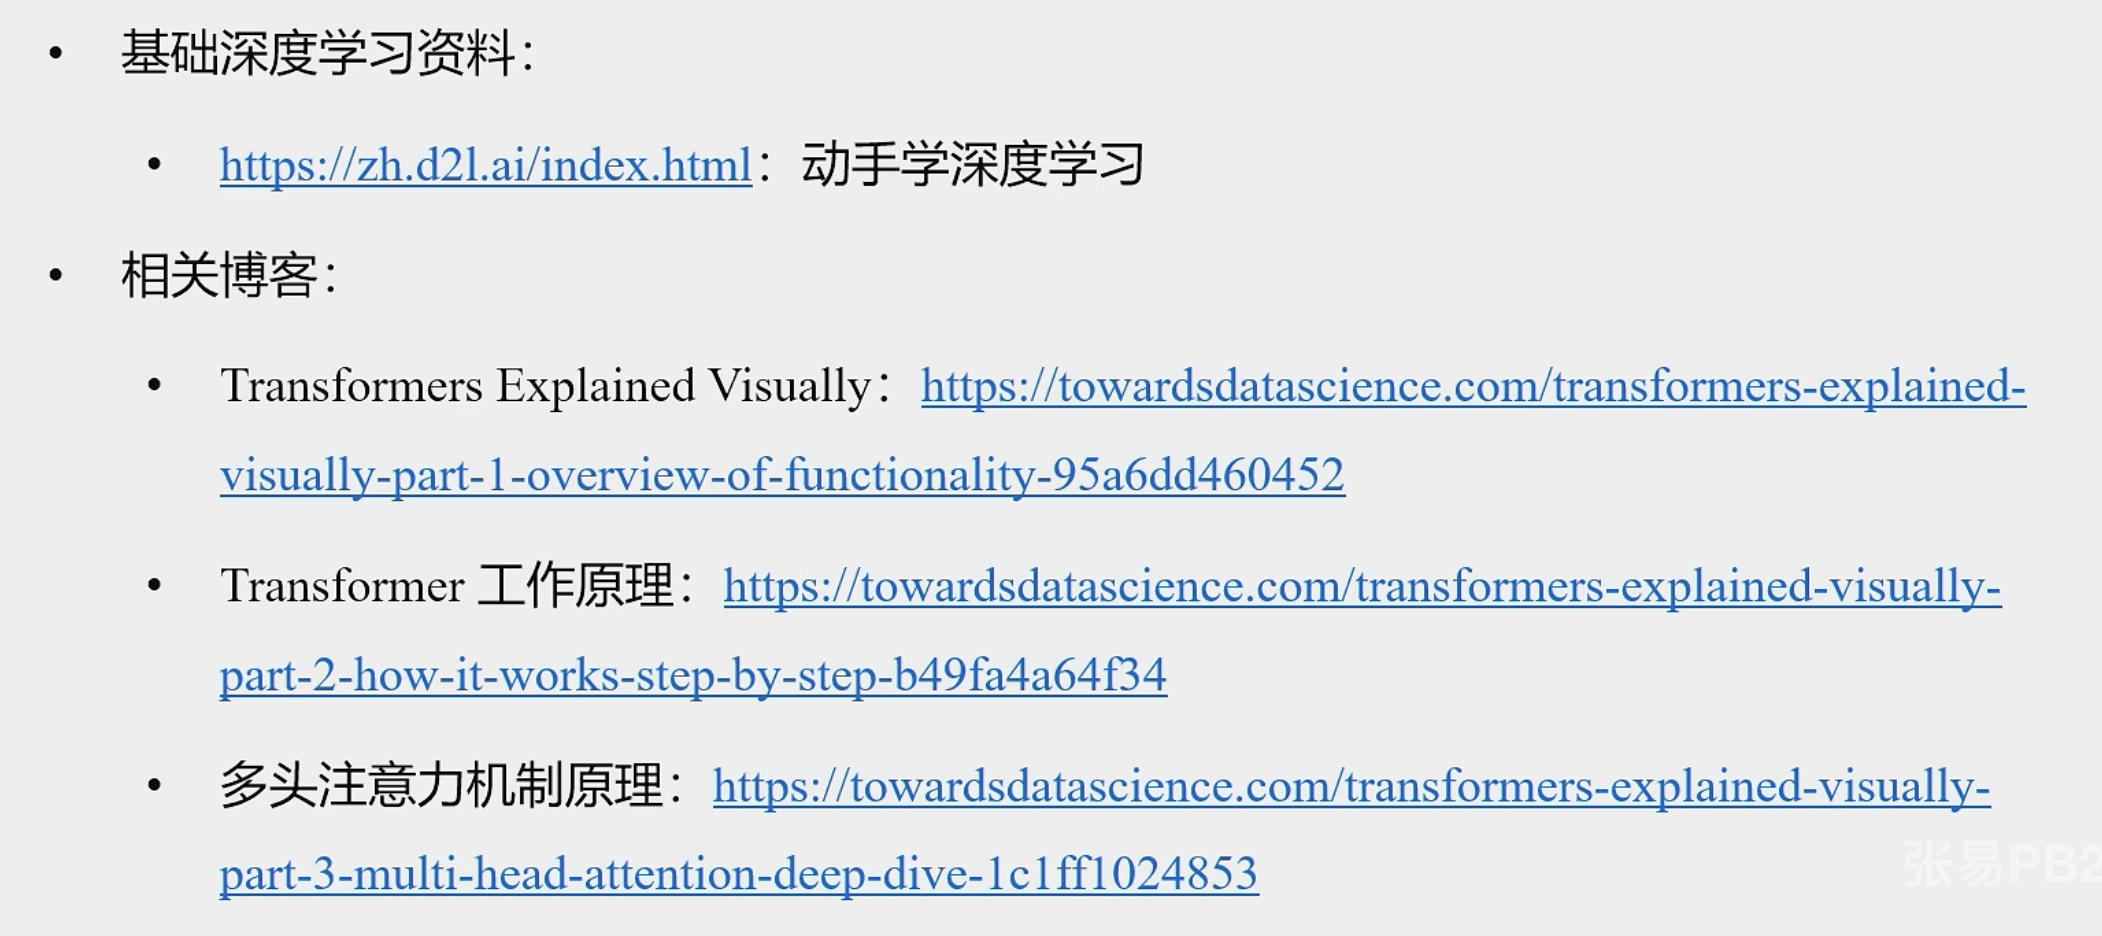 • 基础深度学习资料：
• https://zh.d2l.ai/index.html：动手学深度学习
• 相关博客：
• Transformers Explained Visually：https://towardsdatascience.com/transformers-explained-
visually-part-1-overview-of-functionality-95a6dd460452
• Transformer 工作原理：https://towardsdatascience.com/transformers-explained-visually-
part-2-how-it-works-step-by-step-b49fa4a64f34
• 多头注意力机制原理：https://towardsdatascience.com/transformers-explained-visually-
part-3-multi-head-attention-deep-dive-1c1ff1024853
张易PB2